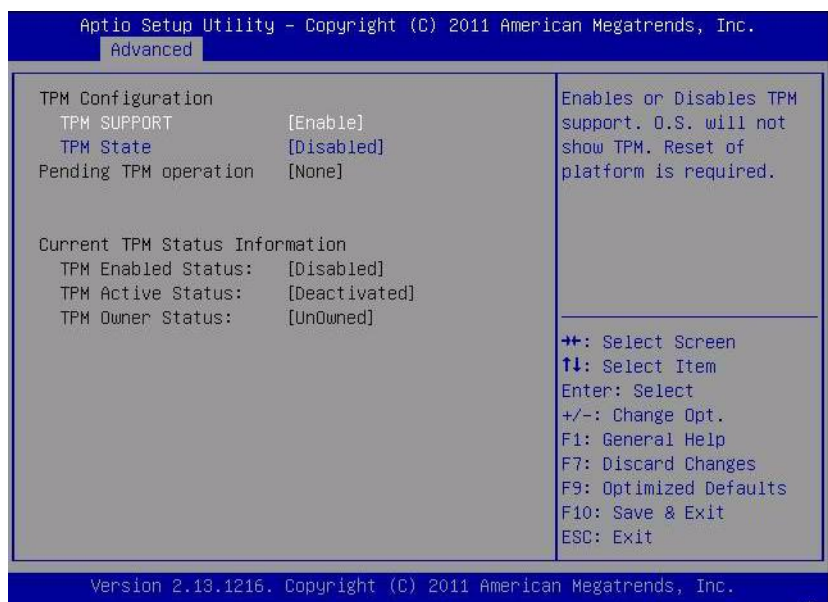 Aptio Setup Utility – Copyright (C) 2011 American Megatrends, Inc.
Advanced
TPM Configuration
TPM SUPPORT [Enable]
TPM State [Disabled]
Pending TPM operation [None]
Current TPM Status Information
TPM Enabled Status: [Disabled]
TPM Active Status: [Deactivated]
TPM Owner Status: [UnOwned]
Enables or Disables TPM
support. O.S. will not
show TPM. Reset of
platform is required.
→←: Select Screen
↑↓: Select Item
Enter: Select
+/-: Change Opt.
F1: General Help
F7: Discard Changes
F9: Optimized Defaults
F10: Save & Exit
ESC: Exit
Version 2.13.1216. Copyright (C) 2011 American Megatrends, Inc.